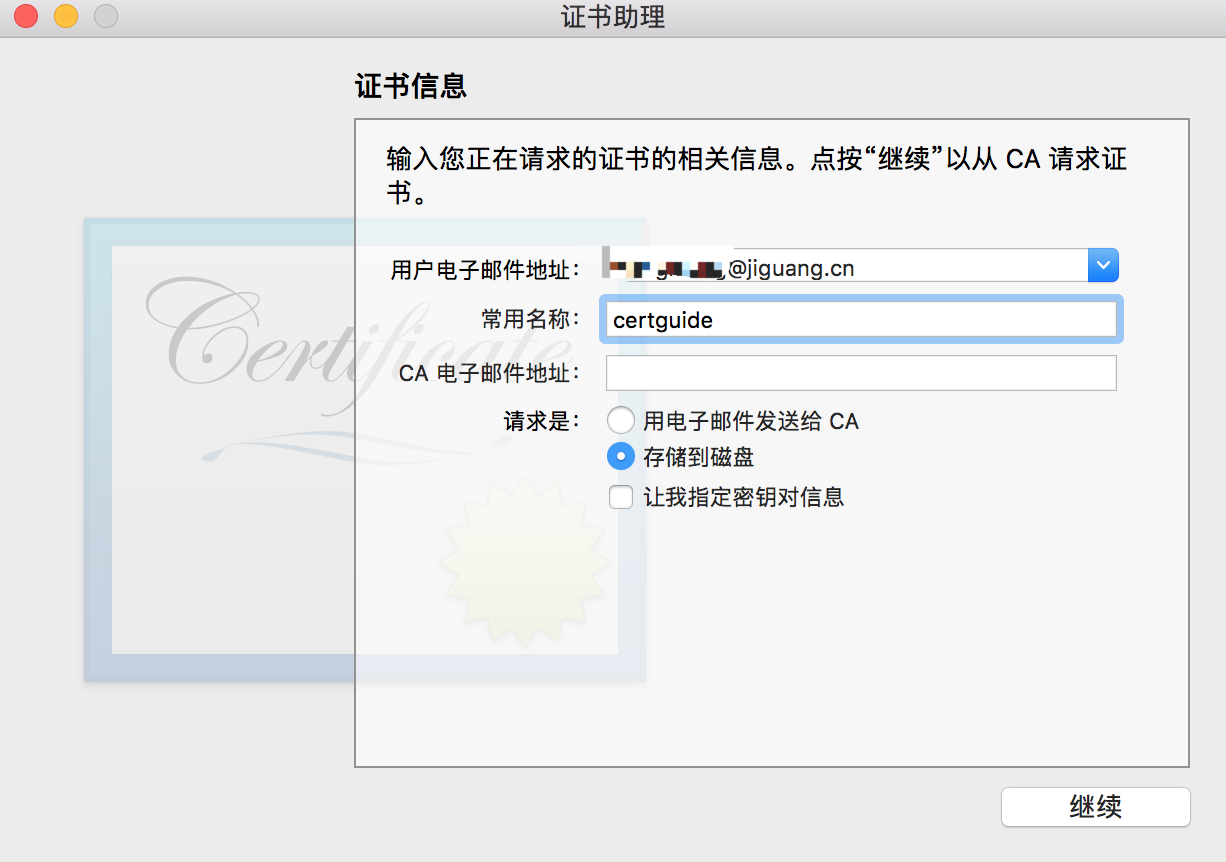 证书助理
证书信息
输入您正在请求的证书的相关信息。点按“继续”以从 CA 请求证
书。
Certificate
用户电子邮件地址： @jiguang.cn
常用名称： certguide
CA 电子邮件地址：
请求是： 用电子邮件发送给 CA
存储到磁盘
让我指定密钥对信息
继续